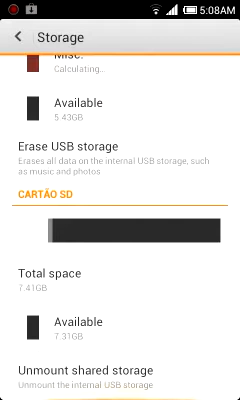 5:08AM
Storage
Misc.
Calculating...
Available
5.43GB
Erase USB storage
Erases all data on the internal USB storage, such
as music and photos
CARTÃO SD
Total space
7.41GB
Available
7.31GB
Unmount shared storage
Unmount the internal USB storage